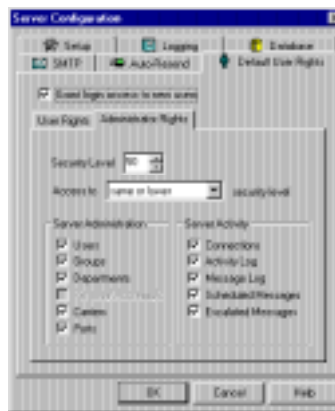 Server Configuration
Setup
Logging
Database
SMTP
Auto-Resend
Default User Rights
Grant login access to new users
User Rights
Administrator Rights
Security Level
Access to
same or lower
security level
Server Administration
Server Activity
Users
Connections
Groups
Activity Log
Departments
Message Log
Scheduled Messages
Carriers
Escalated Messages
Ports
OK
Cancel
Help